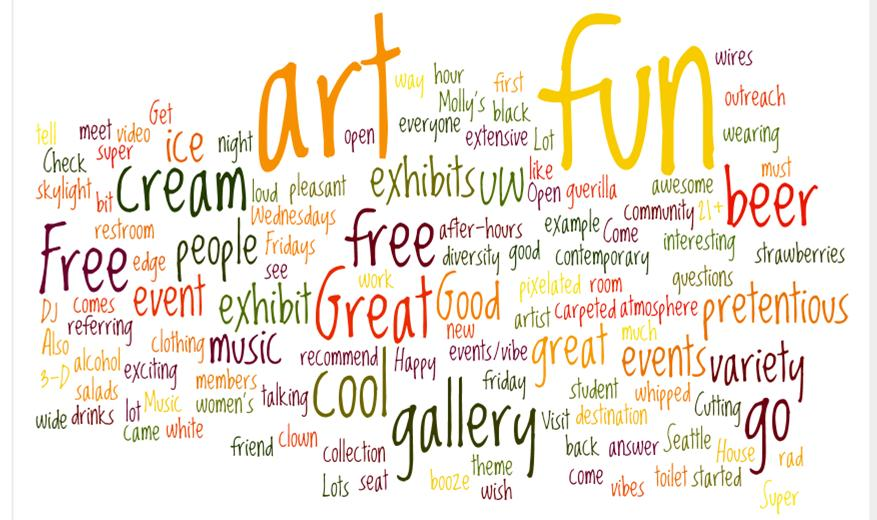 art
fun
wires
way
hour
first
Molly's
black
outreach
Get
tell
meet
video
ice
night
open
everyone
extensive
Lot
wearing
Check
super
skylight
bit
cream
loud
pleasant
exhibits
UW
like
Open
guerilla
awesome
must
beer
21+
community
restroom
Wednesdays
Fridays
Free
edge
people
see
free
after-hours
diversity
good
example
Come
contemporary
interesting
strawberries
DJ
comes
event
exhibit
work
Great
Good
new
pixelated
room
questions
artist
carpeted
atmosphere
pretentious
referring
Also
clothing
music
recommend
Happy
events/vibe
great
much
events
variety
3-D
alcohol
exciting
salads
members
women's
talking
cool
friday
student
whipped
Cutting
go
wide
drinks
lot
Music
came
white
gallery
Visit
destination
friend
clown
collection
back
answer
Seattle
House
rad
Lots
seat
booze
theme
wish
come
vibes
toilet
started
Super